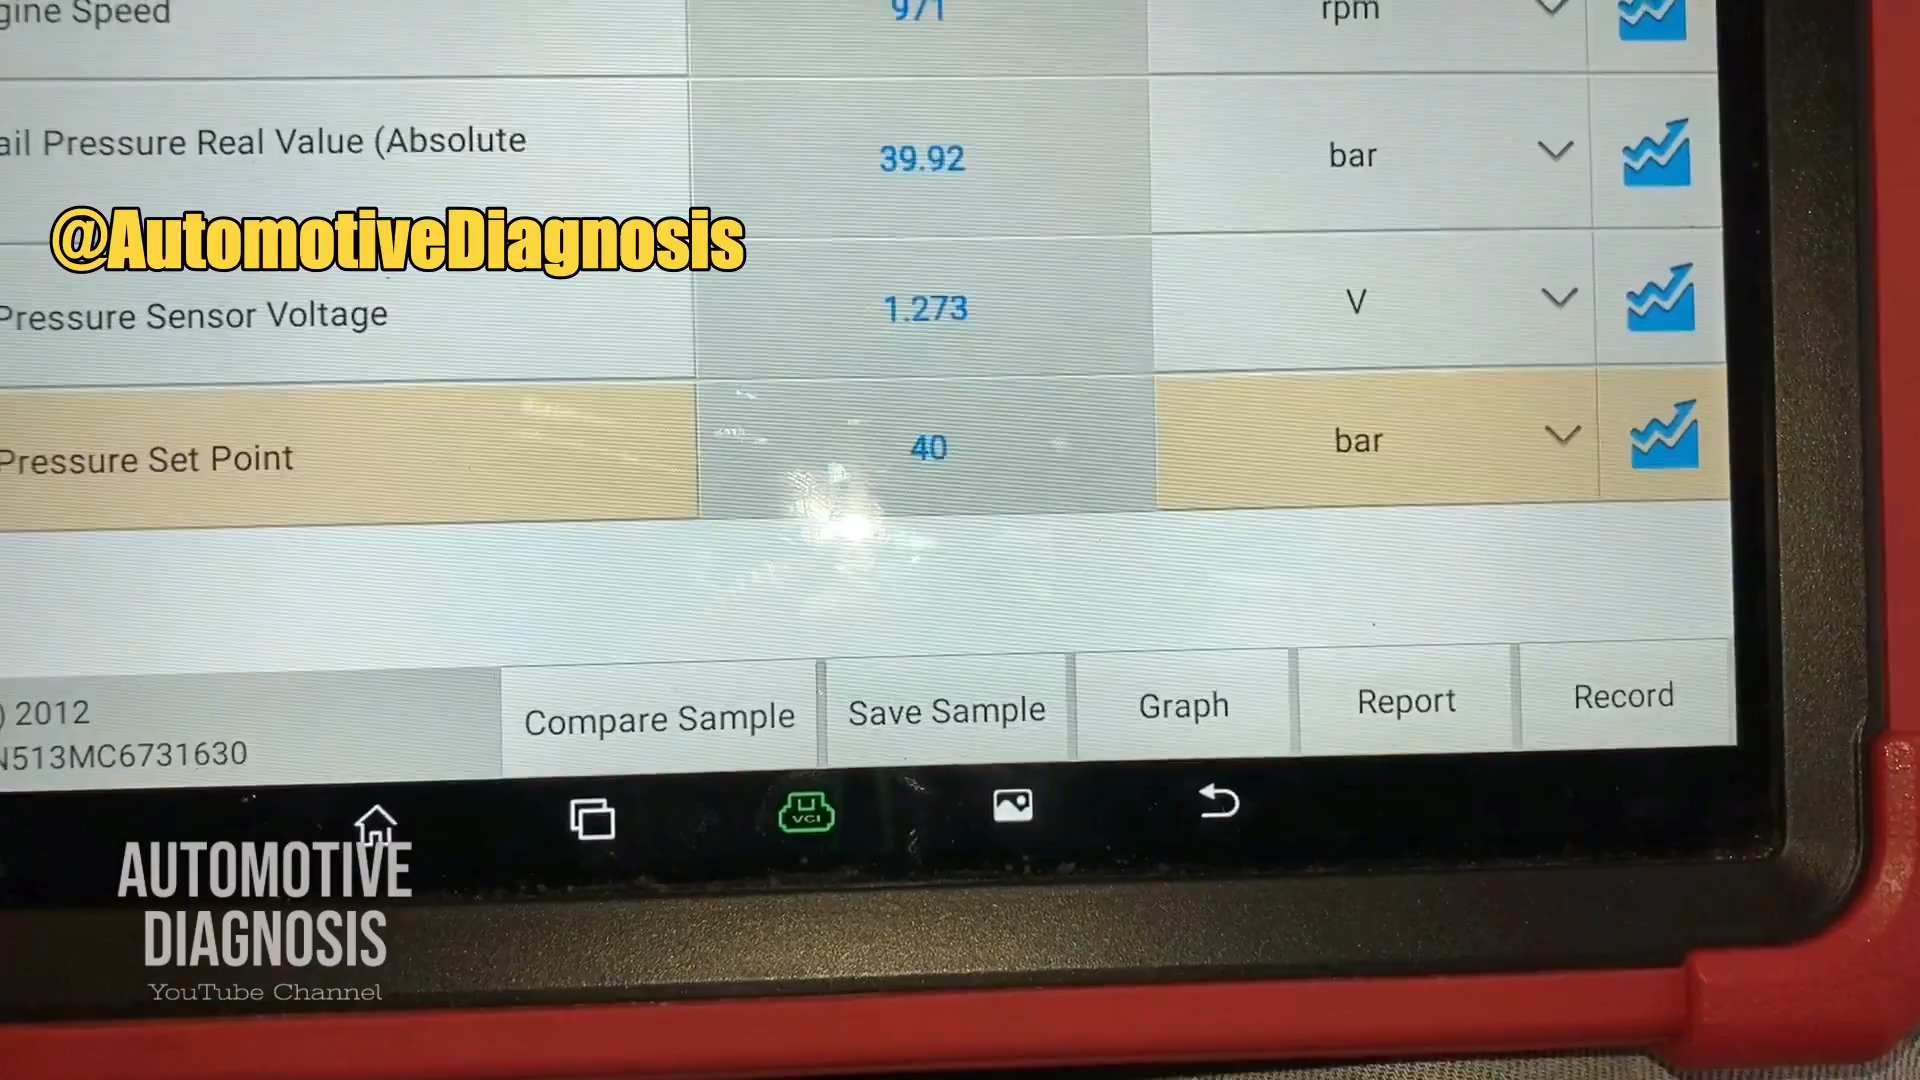 gine Speed 971 rpm
ail Pressure Real Value (Absolute 39.92 bar
@AutomotiveDiagnosis
Pressure Sensor Voltage 1.273 V
Pressure Set Point 40 bar
) 2012
N513MC6731630
Compare Sample
Save Sample
Graph
Report
Record
VCI
AUTOMOTIVE
DIAGNOSIS
YouTube Channel